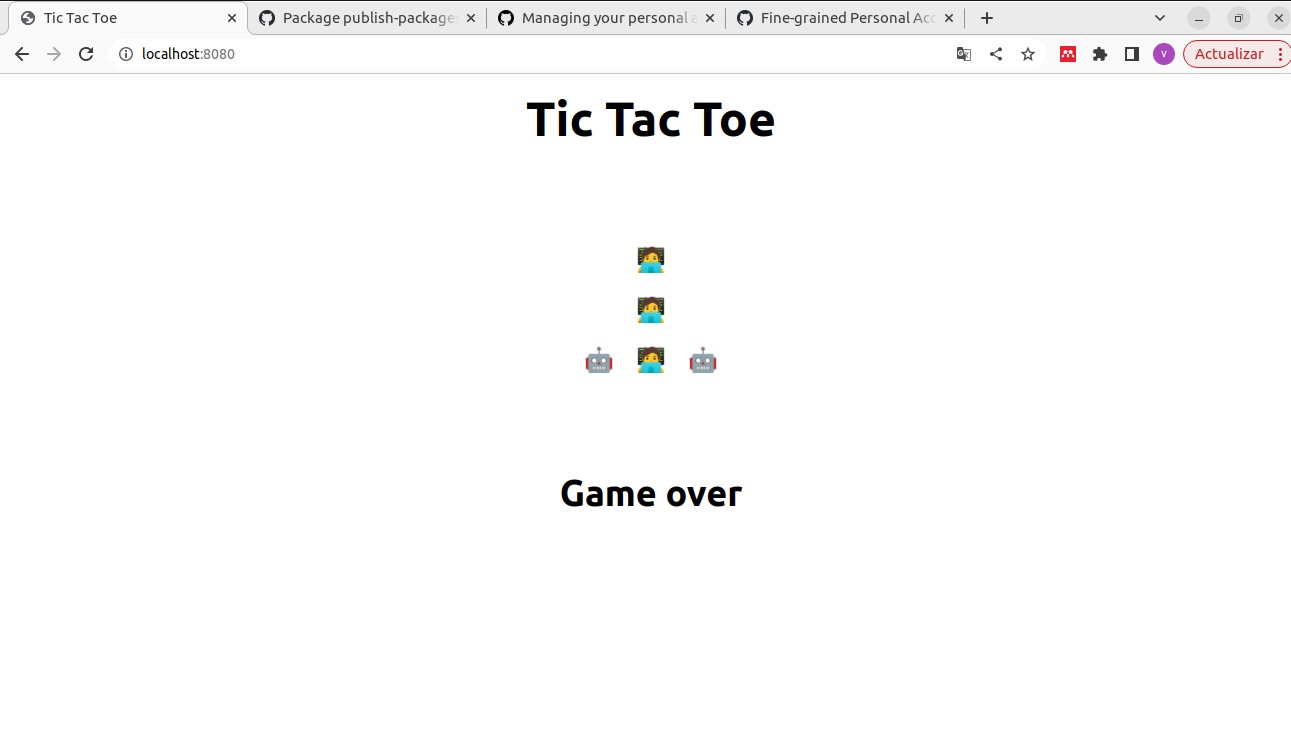 Tic Tac Toe
Package publish-packages
Managing your personal a
Fine-grained Personal Acc
localhost:8080
V
Actualizar
Tic Tac Toe
Game over